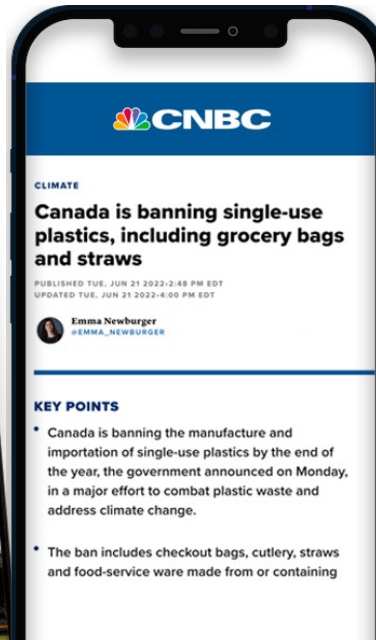 CNBC
CLIMATE
Canada is banning single-use
plastics, including grocery bags
and straws
PUBLISHED TUE, JUN 21 2022-2:48 PM EDT
UPDATED TUE, JUN 21 2022-4:00 PM EDT
Emma Newburger
@EMMA_NEWBURGER
KEY POINTS
• Canada is banning the manufacture and
importation of single-use plastics by the end of
the year, the government announced on Monday,
in a major effort to combat plastic waste and
address climate change.
• The ban includes checkout bags, cutlery, straws
and food-service ware made from or containing